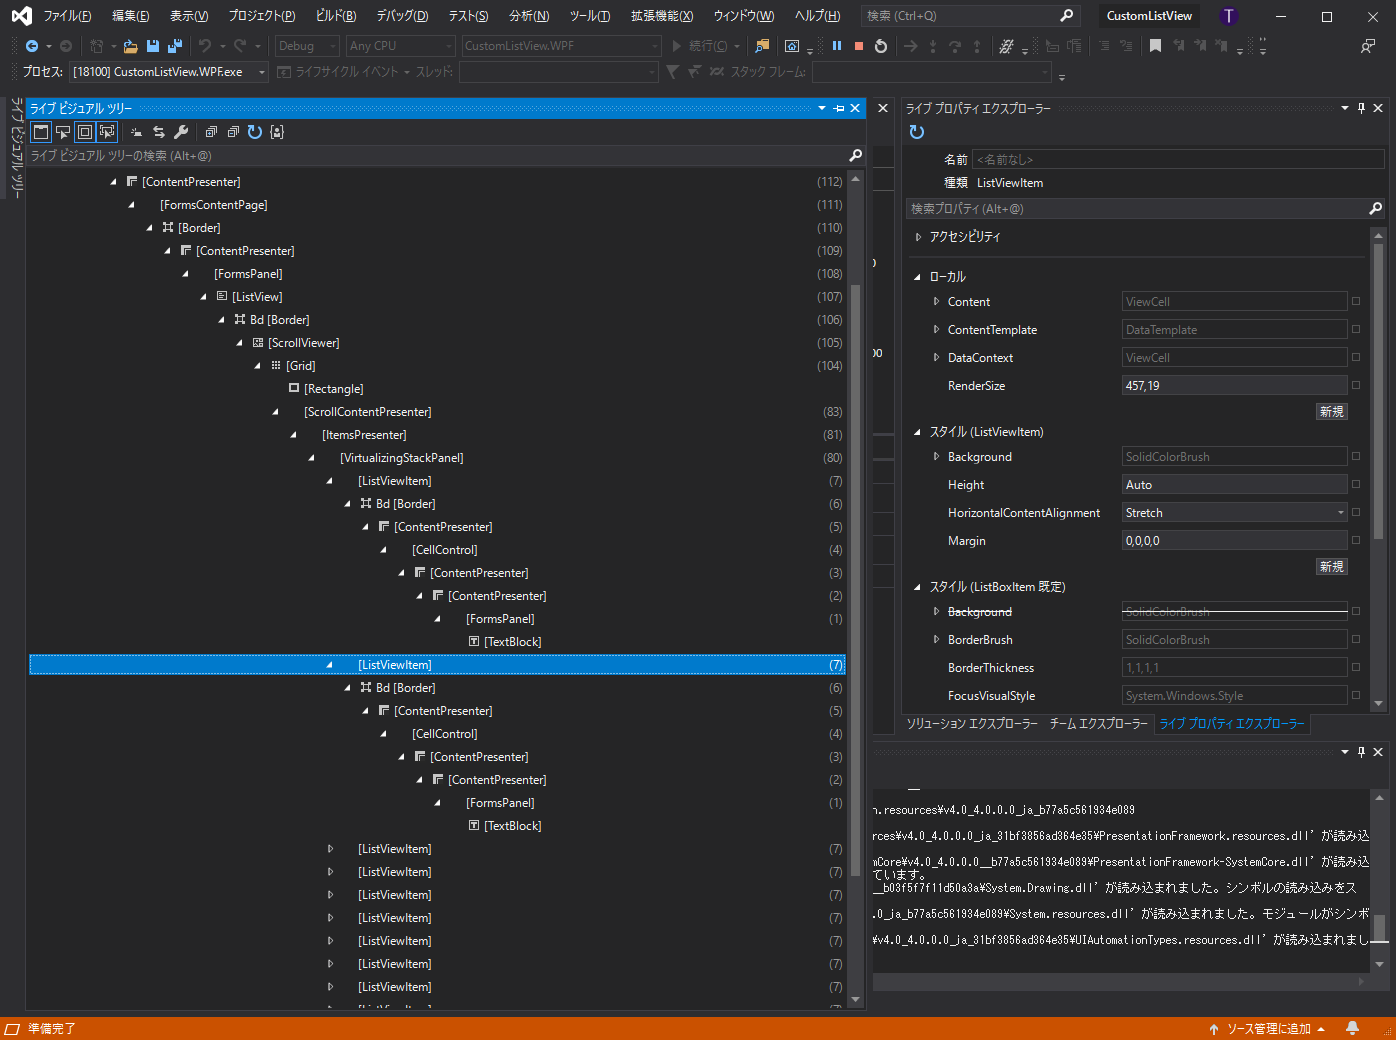 ファイル(F) 編集(E) 表示(V) プロジェクト(P) ビルド(B) デバッグ(D) テスト(S) 分析(N) ツール(T) 拡張機能(X) ウィンドウ(W) ヘルプ(H) 検索 (Ctrl+Q) CustomListView T
Debug Any CPU CustomListView.WPF 続行(C)
プロセス: [18100] CustomListView.WPF.exe ライフサイクル イベント スレッド: スタック フレーム:
ライブ ビジュアル ツリー
ライブ ビジュアル ツリー
ライブ ビジュアル ツリーの検索 (Alt+@)
[ContentPresenter] (112)
[FormsContentPage] (111)
[Border] (110)
[ContentPresenter] (109)
[FormsPanel] (108)
[ListView] (107)
Bd [Border] (106)
[ScrollViewer] (105)
[Grid] (104)
[Rectangle]
[ScrollContentPresenter] (83)
[ItemsPresenter] (81)
[VirtualizingStackPanel] (80)
[ListViewItem] (7)
Bd [Border] (6)
[ContentPresenter] (5)
[CellControl] (4)
[ContentPresenter] (3)
[ContentPresenter] (2)
[FormsPanel] (1)
[TextBlock]
[ListViewItem] (7)
Bd [Border] (6)
[ContentPresenter] (5)
[CellControl] (4)
[ContentPresenter] (3)
[ContentPresenter] (2)
[FormsPanel] (1)
[TextBlock]
[ListViewItem] (7)
[ListViewItem] (7)
[ListViewItem] (7)
[ListViewItem] (7)
[ListViewItem] (7)
[ListViewItem] (7)
[ListViewItem] (7)
ライブ プロパティ エクスプローラー
名前 <名前なし>
種類 ListViewItem
検索プロパティ (Alt+@)
アクセシビリティ
ローカル
Content ViewCell
ContentTemplate DataTemplate
DataContext ViewCell
RenderSize 457,19
新規
スタイル (ListViewItem)
Background SolidColorBrush
Height Auto
HorizontalContentAlignment Stretch
Margin 0,0,0,0
新規
スタイル (ListBoxItem 既定)
Background SolidColorBrush
BorderBrush SolidColorBrush
BorderThickness 1,1,1,1
FocusVisualStyle System.Windows.Style
ソリューション エクスプローラー チーム エクスプローラー ライブ プロパティ エクスプローラー
n.resources¥v4.0_4.0.0.0_ja_b77a5c561934e089
rces¥v4.0_4.0.0.0_ja_31bf3856ad364e35¥PresentationFramework.resources.dll' が読み込
mCore¥v4.0_4.0.0.0__b77a5c561934e089¥PresentationFramework-SystemCore.dll' が読み込
ています。
__b03f5f7f11d50a3a¥System.Drawing.dll' が読み込まれました。シンボルの読み込みをス
.0_ja_b77a5c561934e089¥System.resources.dll' が読み込まれました。モジュールがシンボ
¥v4.0_4.0.0.0_ja_31bf3856ad364e35¥UIAutomationTypes.resources.dll' が読み込まれまし
準備完了 ソース管理に追加